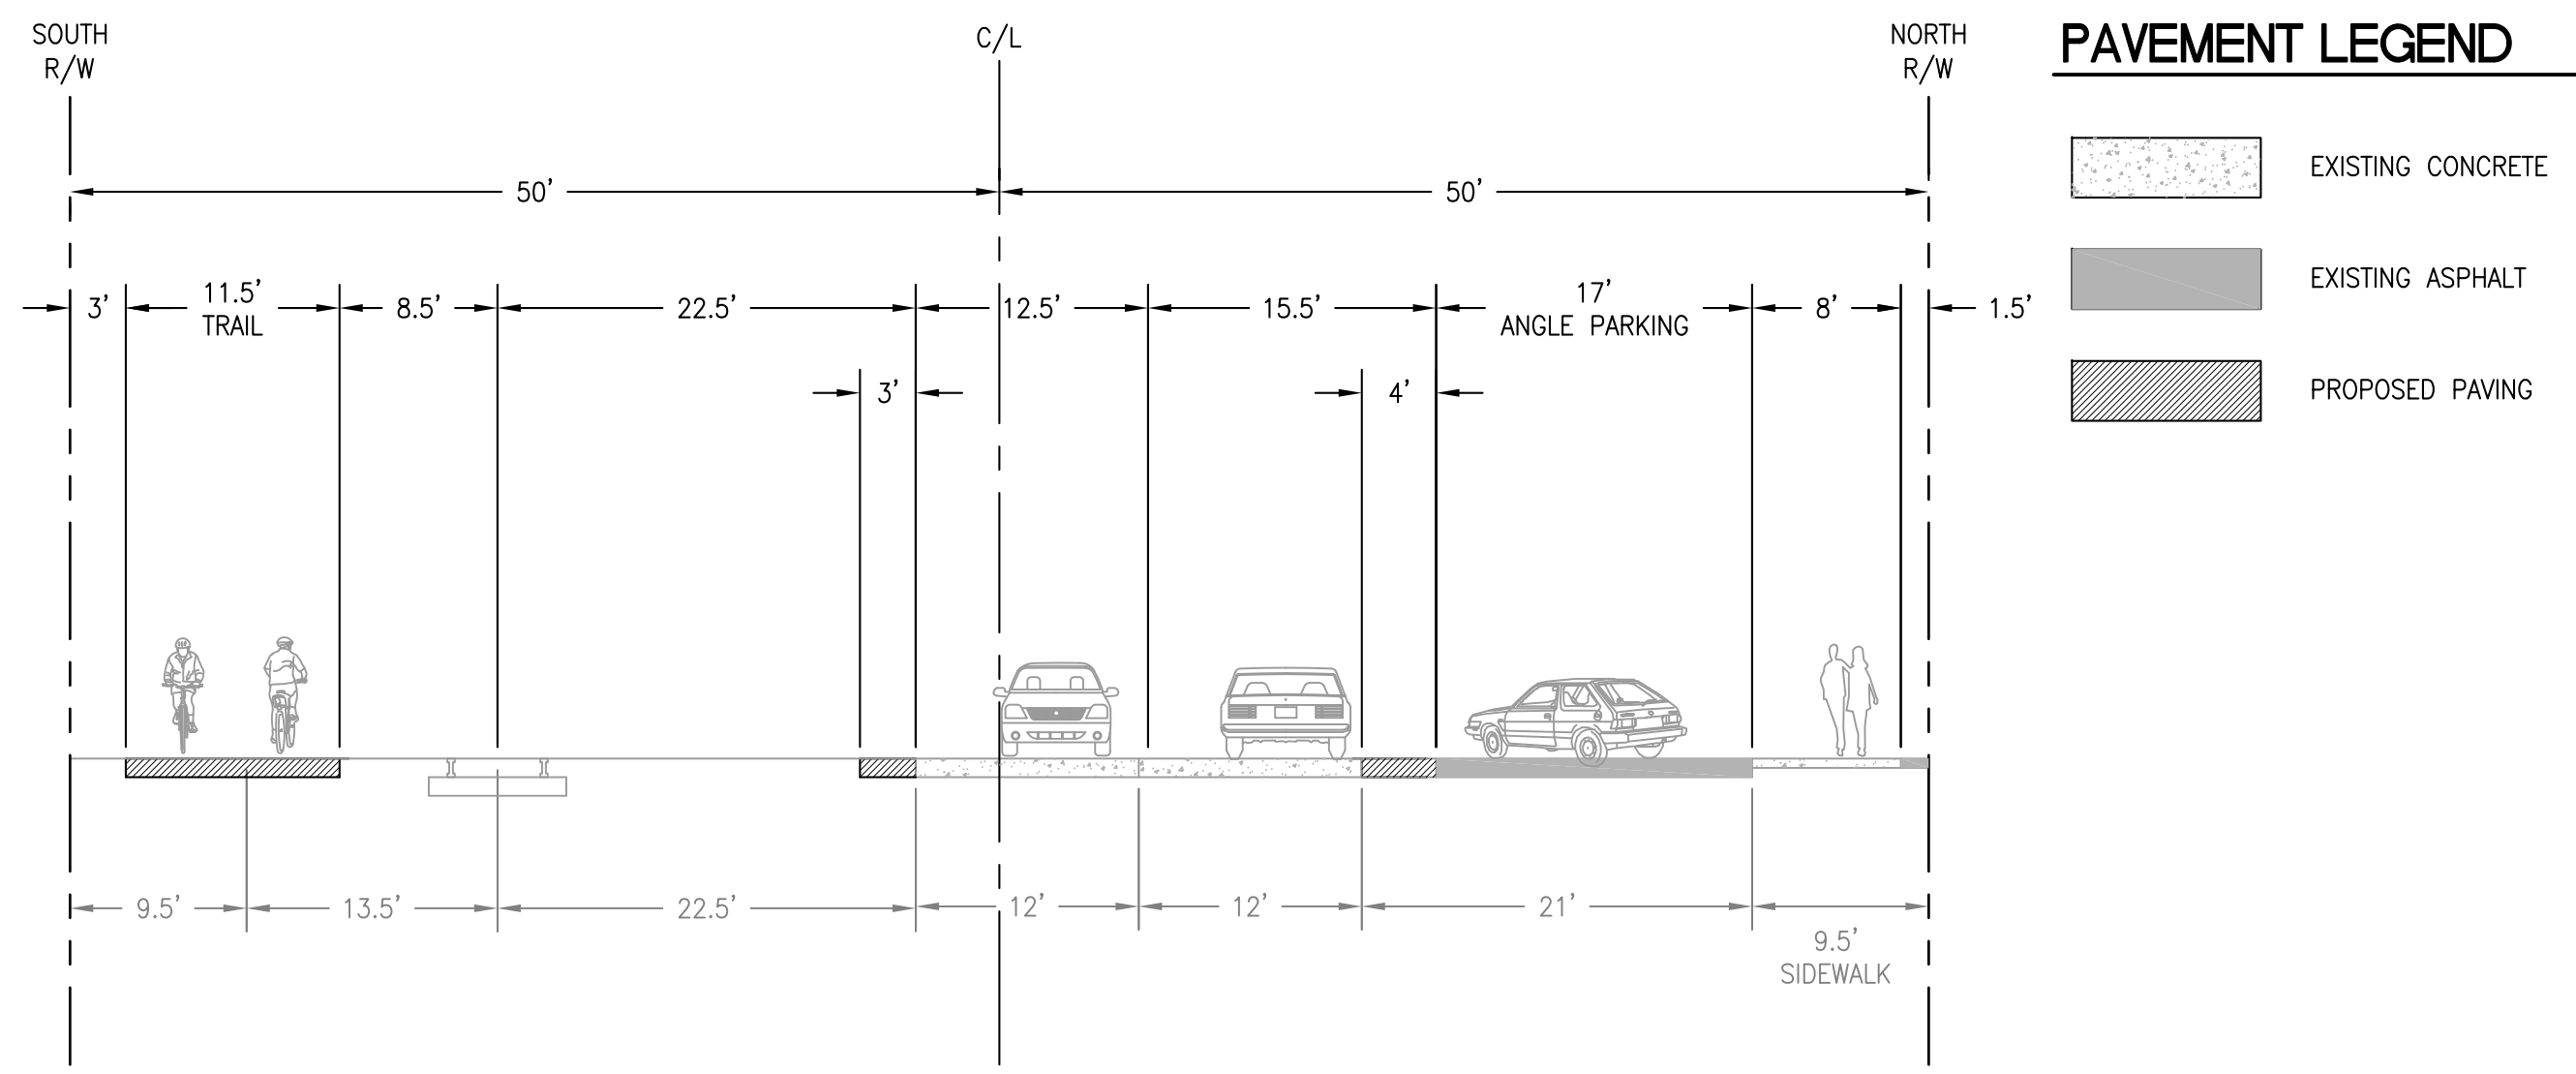 SOUTH
R/W
C/L
NORTH
R/W
50’
50’
3’
11.5’
TRAIL
8.5’
22.5’
12.5’
15.5’
17’
ANGLE PARKING
8’
1.5’
3’
4’
9.5’
13.5’
22.5’
12’
12’
21’
9.5’
SIDEWALK
PAVEMENT LEGEND
EXISTING CONCRETE
EXISTING ASPHALT
PROPOSED PAVING